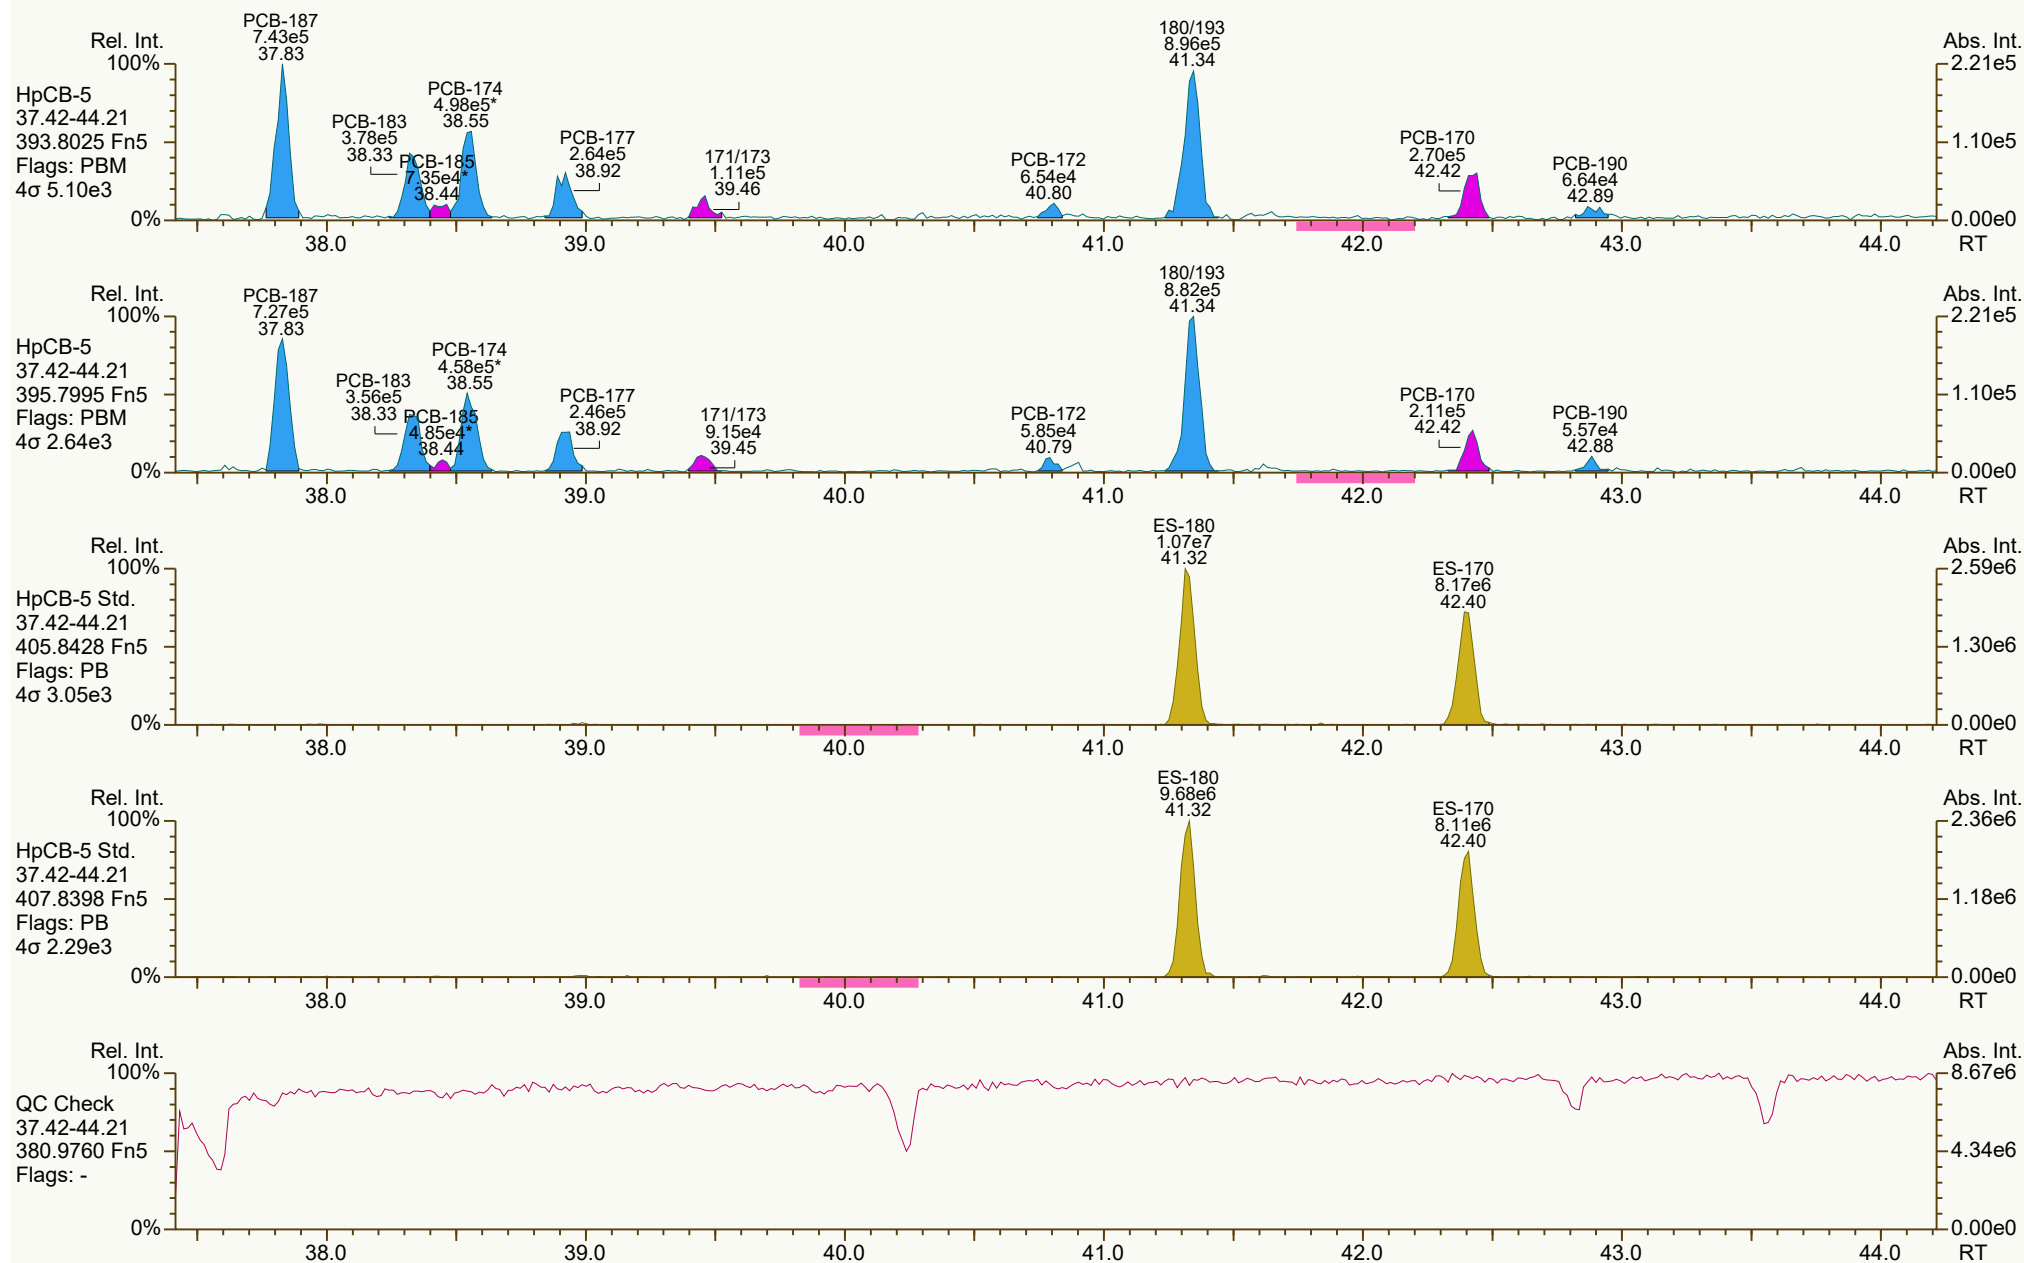 PCB-187
7.43e5
37.83
180/193
8.96e5
41.34
Rel. Int.
Abs. Int.
100%
2.21e5
PCB-174
4.98e5*
38.55
HpCB-5
37.42-44.21
393.8025 Fn5
Flags: PBM
4σ 5.10e3
PCB-183
3.78e5
38.33
PCB-185
7.35e4*
38.44
PCB-177
2.64e5
38.92
171/173
1.11e5
39.46
PCB-172
6.54e4
40.80
PCB-170
2.70e5
42.42
PCB-190
6.64e4
42.89
1.10e5
0%
0.00e0
38.0 39.0 40.0 41.0 42.0 43.0 44.0 RT
180/193
8.82e5
41.34
PCB-187
7.27e5
37.83
Rel. Int.
Abs. Int.
100%
2.21e5
HpCB-5
37.42-44.21
395.7995 Fn5
Flags: PBM
4σ 2.64e3
PCB-174
4.58e5*
38.55
PCB-183
3.56e5
38.33
PCB-185
4.85e4*
38.44
PCB-177
2.46e5
38.92
171/173
9.15e4
39.45
PCB-172
5.85e4
40.79
PCB-170
2.11e5
42.42
PCB-190
5.57e4
42.88
1.10e5
0%
0.00e0
38.0 39.0 40.0 41.0 42.0 43.0 44.0 RT
ES-180
1.07e7
41.32
Rel. Int.
Abs. Int.
100%
2.59e6
ES-170
8.17e6
42.40
HpCB-5 Std.
37.42-44.21
405.8428 Fn5
Flags: PB
4σ 3.05e3
1.30e6
0%
0.00e0
38.0 39.0 40.0 41.0 42.0 43.0 44.0 RT
ES-180
9.68e6
41.32
Rel. Int.
Abs. Int.
100%
2.36e6
ES-170
8.11e6
42.40
HpCB-5 Std.
37.42-44.21
407.8398 Fn5
Flags: PB
4σ 2.29e3
1.18e6
0%
0.00e0
38.0 39.0 40.0 41.0 42.0 43.0 44.0 RT
Rel. Int.
Abs. Int.
100%
8.67e6
QC Check
37.42-44.21
380.9760 Fn5
Flags: -
4.34e6
0%
0.00e0
38.0 39.0 40.0 41.0 42.0 43.0 44.0 RT